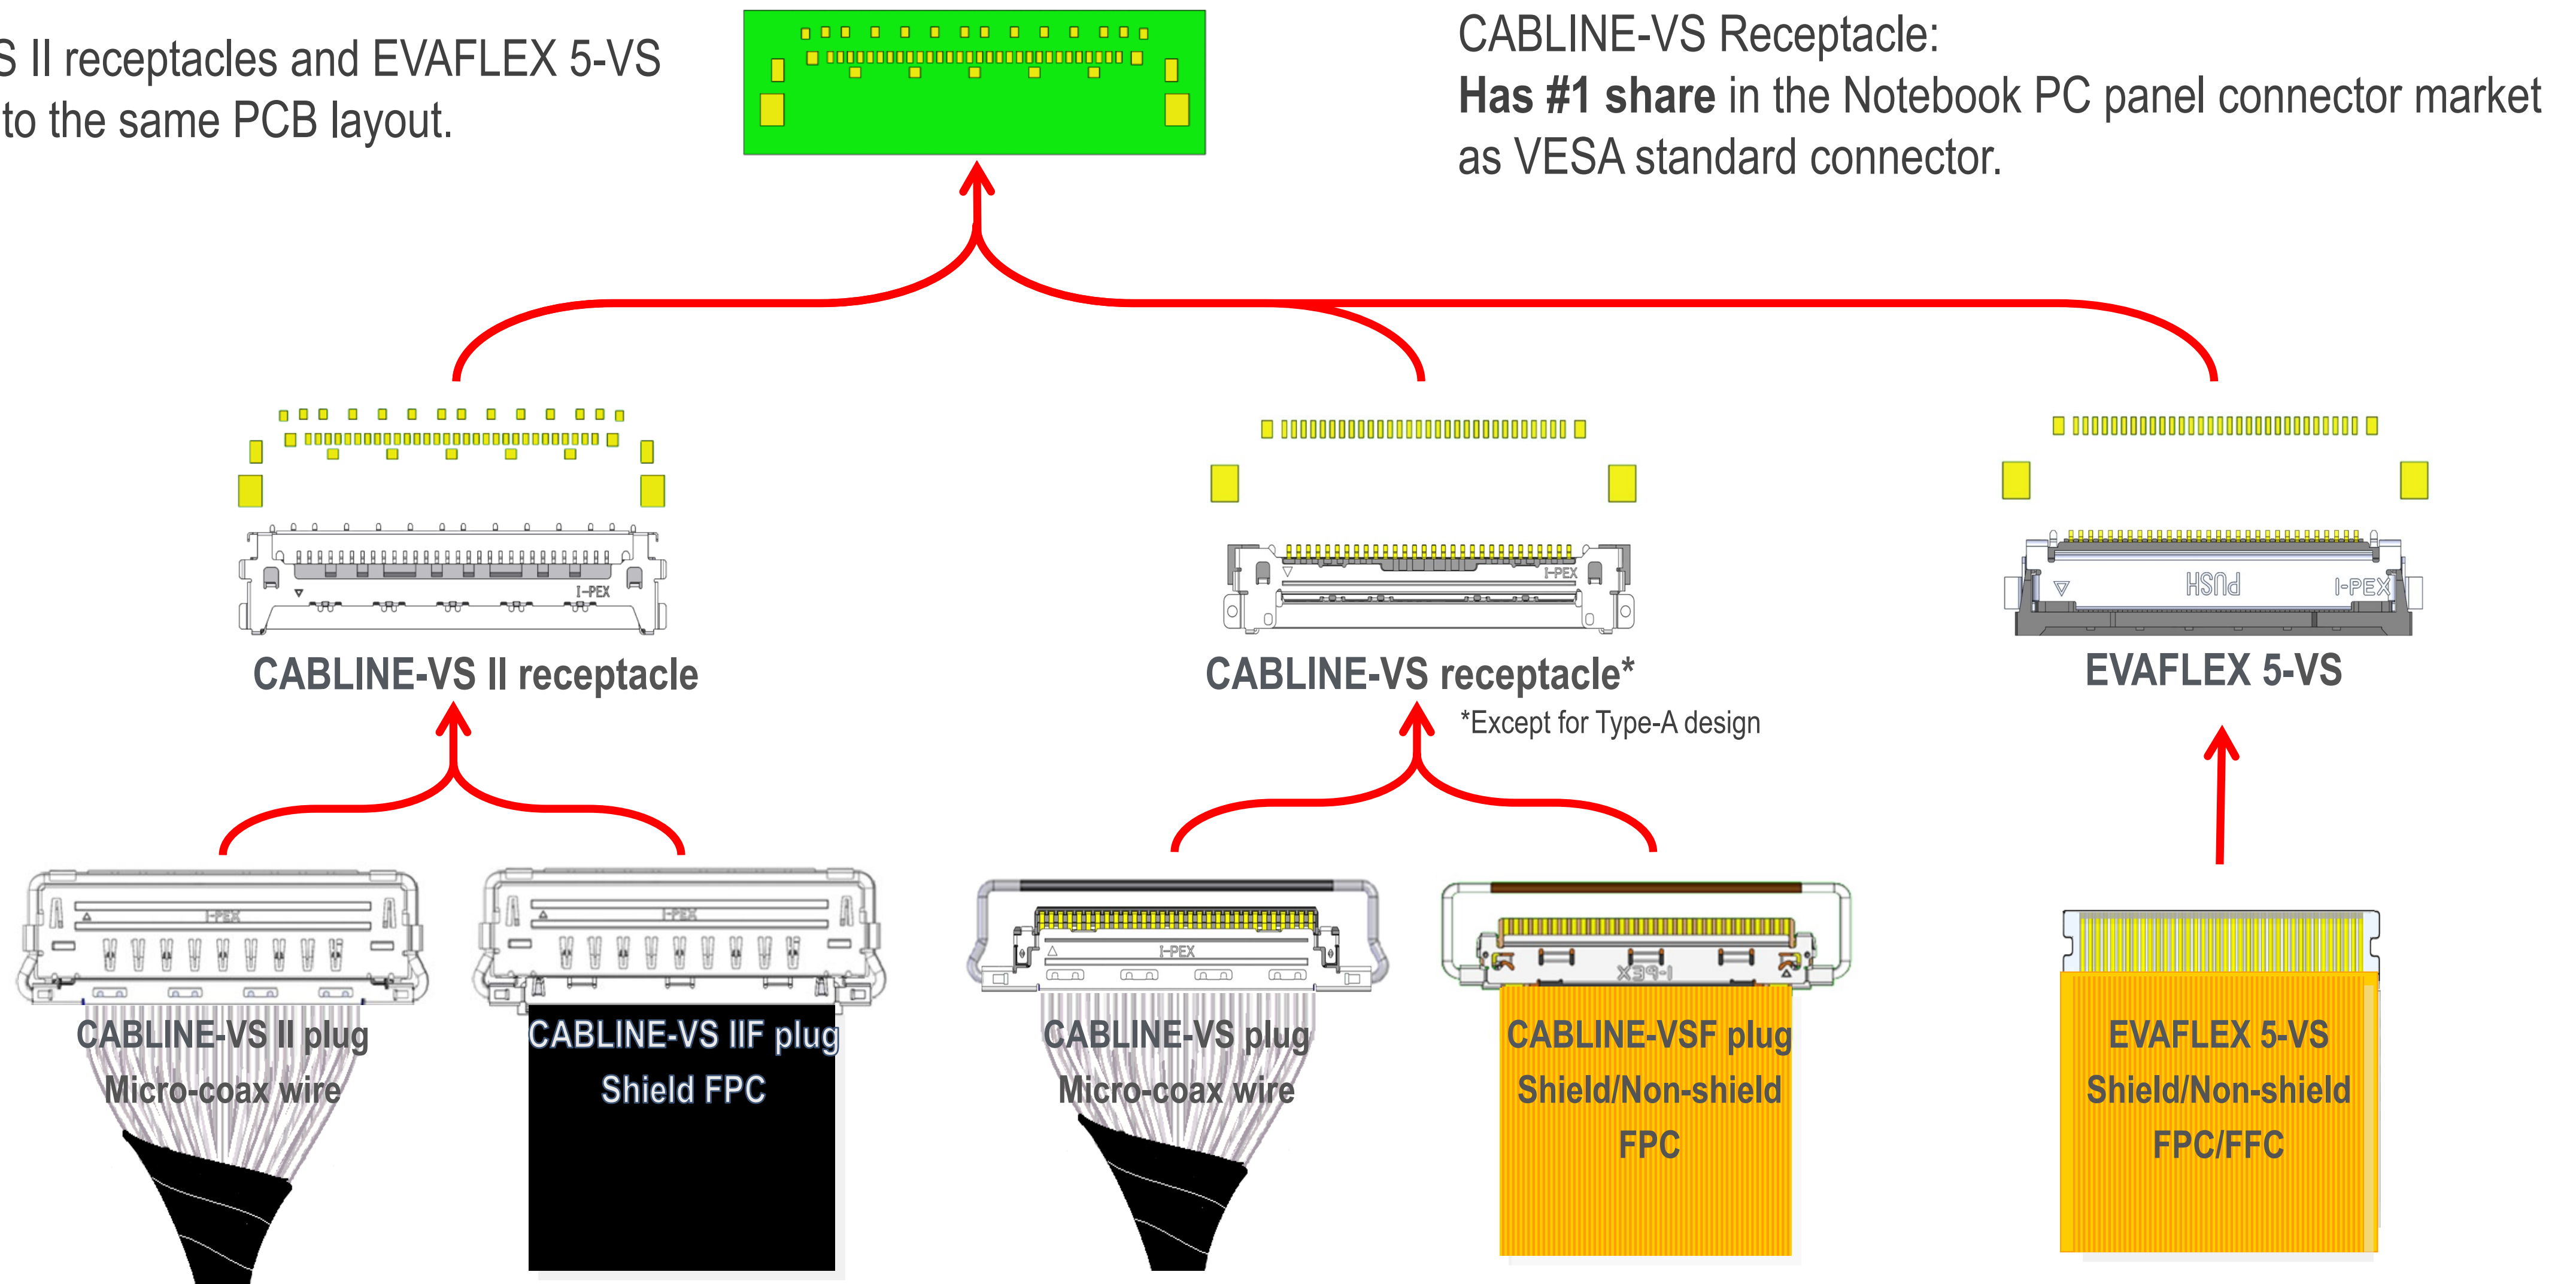 S II receptacles and EVAFLEX 5-VS
to the same PCB layout.
CABLINE-VS Receptacle:
Has #1 share in the Notebook PC panel connector market
as VESA standard connector.
I-PEX
I-PEX
PUSH
I-PEX
CABLINE-VS II receptacle
CABLINE-VS receptacle*
*Except for Type-A design
EVAFLEX 5-VS
I-PEX
I-PEX
I-PEX
I-PEX
CABLINE-VS II plug
Micro-coax wire
CABLINE-VS IIF plug
Shield FPC
CABLINE-VS plug
Micro-coax wire
CABLINE-VSF plug
Shield/Non-shield
FPC
EVAFLEX 5-VS
Shield/Non-shield
FPC/FFC